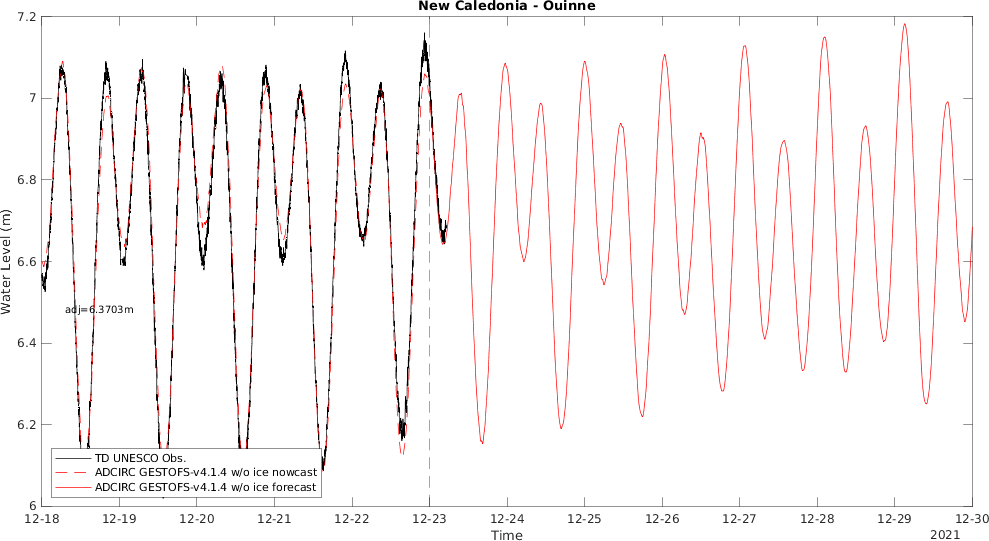 New Caledonia - Ouinne
7.2
7
6.8
6.6
6.4
6.2
6
Water Level (m)
adj=6.3703m
TD UNESCO Obs.
ADCIRC GESTOFS-v4.1.4 w/o ice nowcast
ADCIRC GESTOFS-v4.1.4 w/o ice forecast
12-18 12-19 12-20 12-21 12-22 12-23 12-24 12-25 12-26 12-27 12-28 12-29 12-30
Time
2021